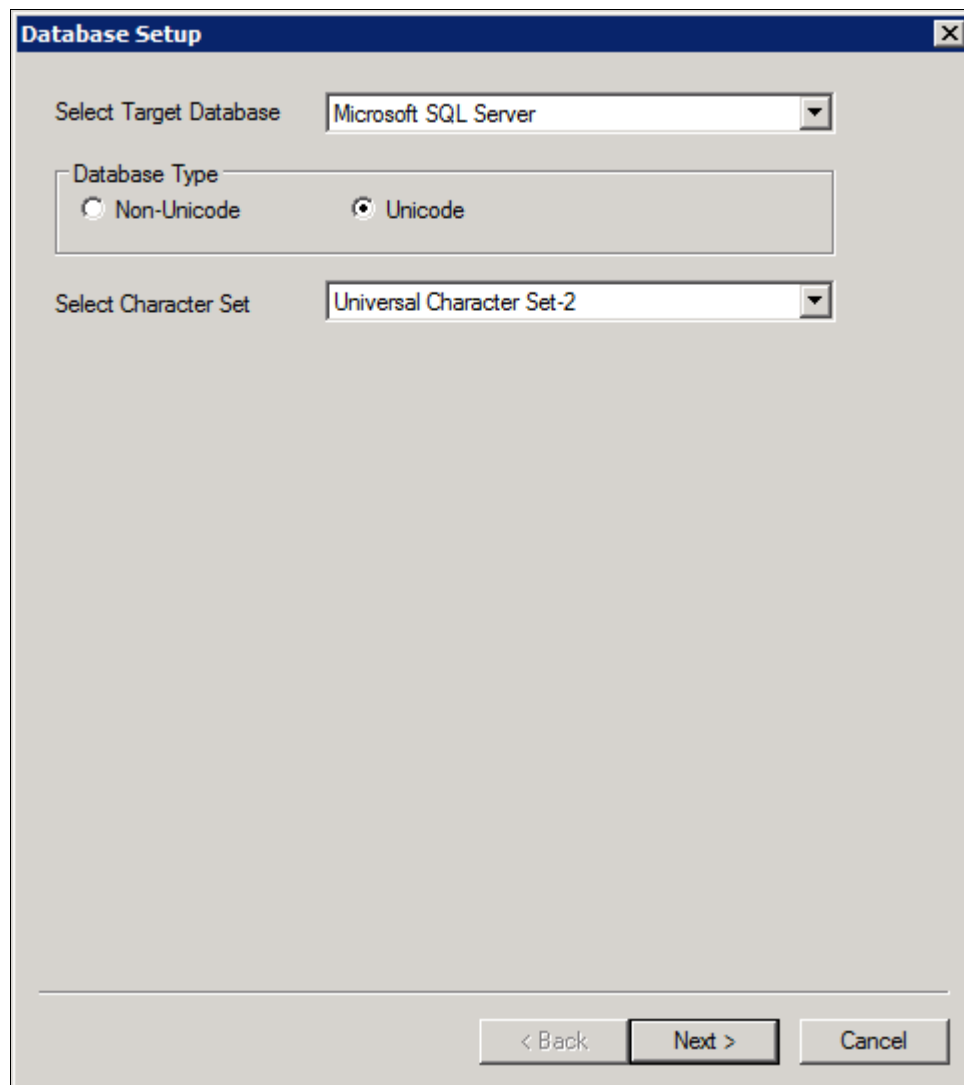 Database Setup
Select Target Database Microsoft SQL Server
Database Type
Non-Unicode Unicode
Select Character Set Universal Character Set-2
< Back Next > Cancel